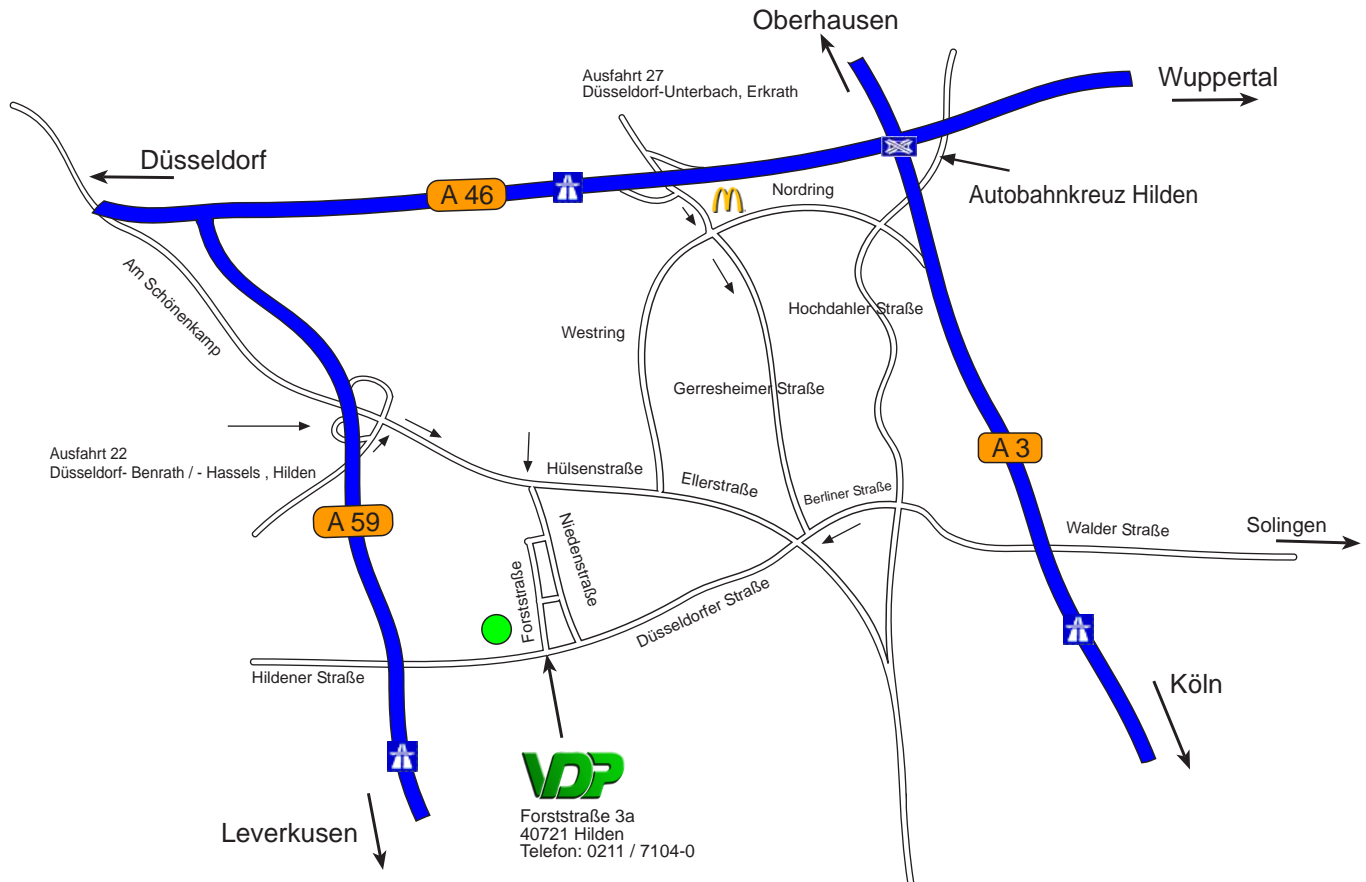 Oberhausen
Wuppertal
Ausfahrt 27
Düsseldorf-Unterbach, Erkrath
Düsseldorf
A 46
Nordring
Autobahnkreuz Hilden
Am Schönenkamp
Hochdahler Straße
Westring
Gerresheimer Straße
Ausfahrt 22
Düsseldorf- Benrath / - Hassels , Hilden
A 3
Hülsenstraße
Ellerstraße
Berliner Straße
A 59
Walder Straße
Solingen
Niedenstraße
Forststraße
Düsseldorfer Straße
Hildener Straße
Köln
VDP
Forststraße 3a
40721 Hilden
Telefon: 0211 / 7104-0
Leverkusen